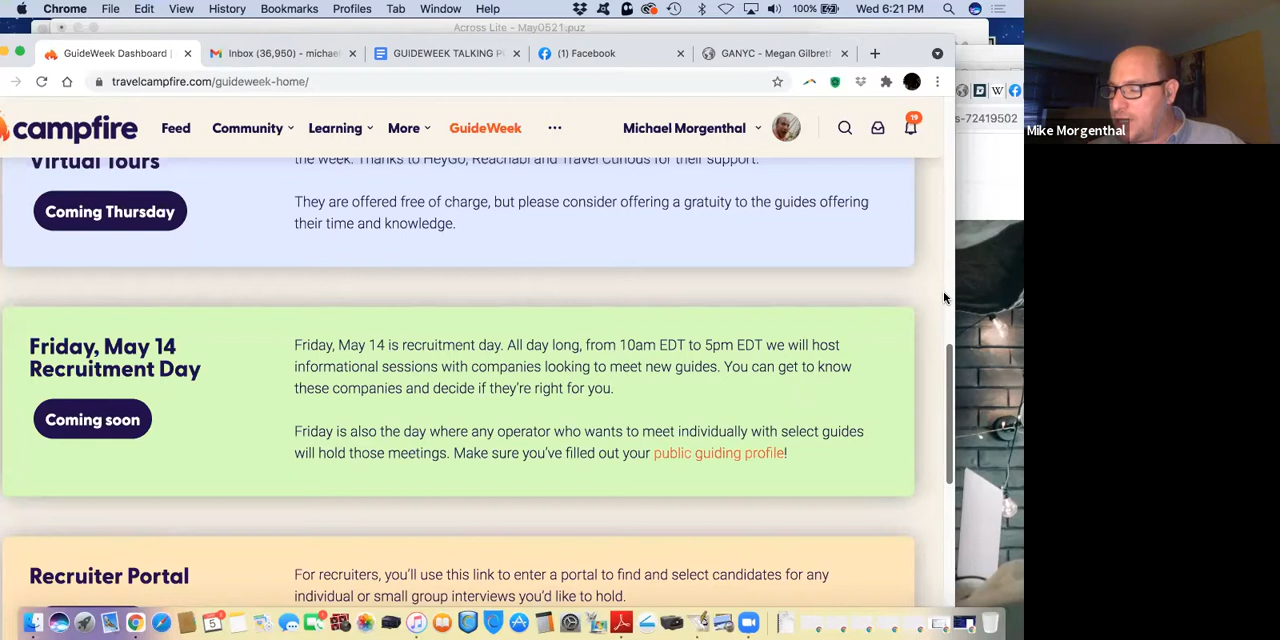 Chrome File Edit View History Bookmarks Profiles Tab Window Help 100% Wed 6:21 PM
Across Lite - May0521.puz
GuideWeek Dashboard | Inbox (36,950) - michae GUIDEWEEK TALKING P (1) Facebook GANYC - Megan Gilbreth
travelcampfire.com/guideweek-home/
s-72419502
campfire Feed Community Learning More GuideWeek ... Michael Morgenthal 19
Mike Morgenthal
Virtual Tours
the week. Thanks to HeyGo, Reachabl and Travel Curious for their support.
Coming Thursday
They are offered free of charge, but please consider offering a gratuity to the guides offering
their time and knowledge.
Friday, May 14
Recruitment Day
Coming soon
Friday, May 14 is recruitment day. All day long, from 10am EDT to 5pm EDT we will host
informational sessions with companies looking to meet new guides. You can get to know
these companies and decide if they're right for you.
Friday is also the day where any operator who wants to meet individually with select guides
will hold those meetings. Make sure you've filled out your public guiding profile!
Recruiter Portal
For recruiters, you'll use this link to enter a portal to find and select candidates for any
individual or small group interviews you'd like to hold.